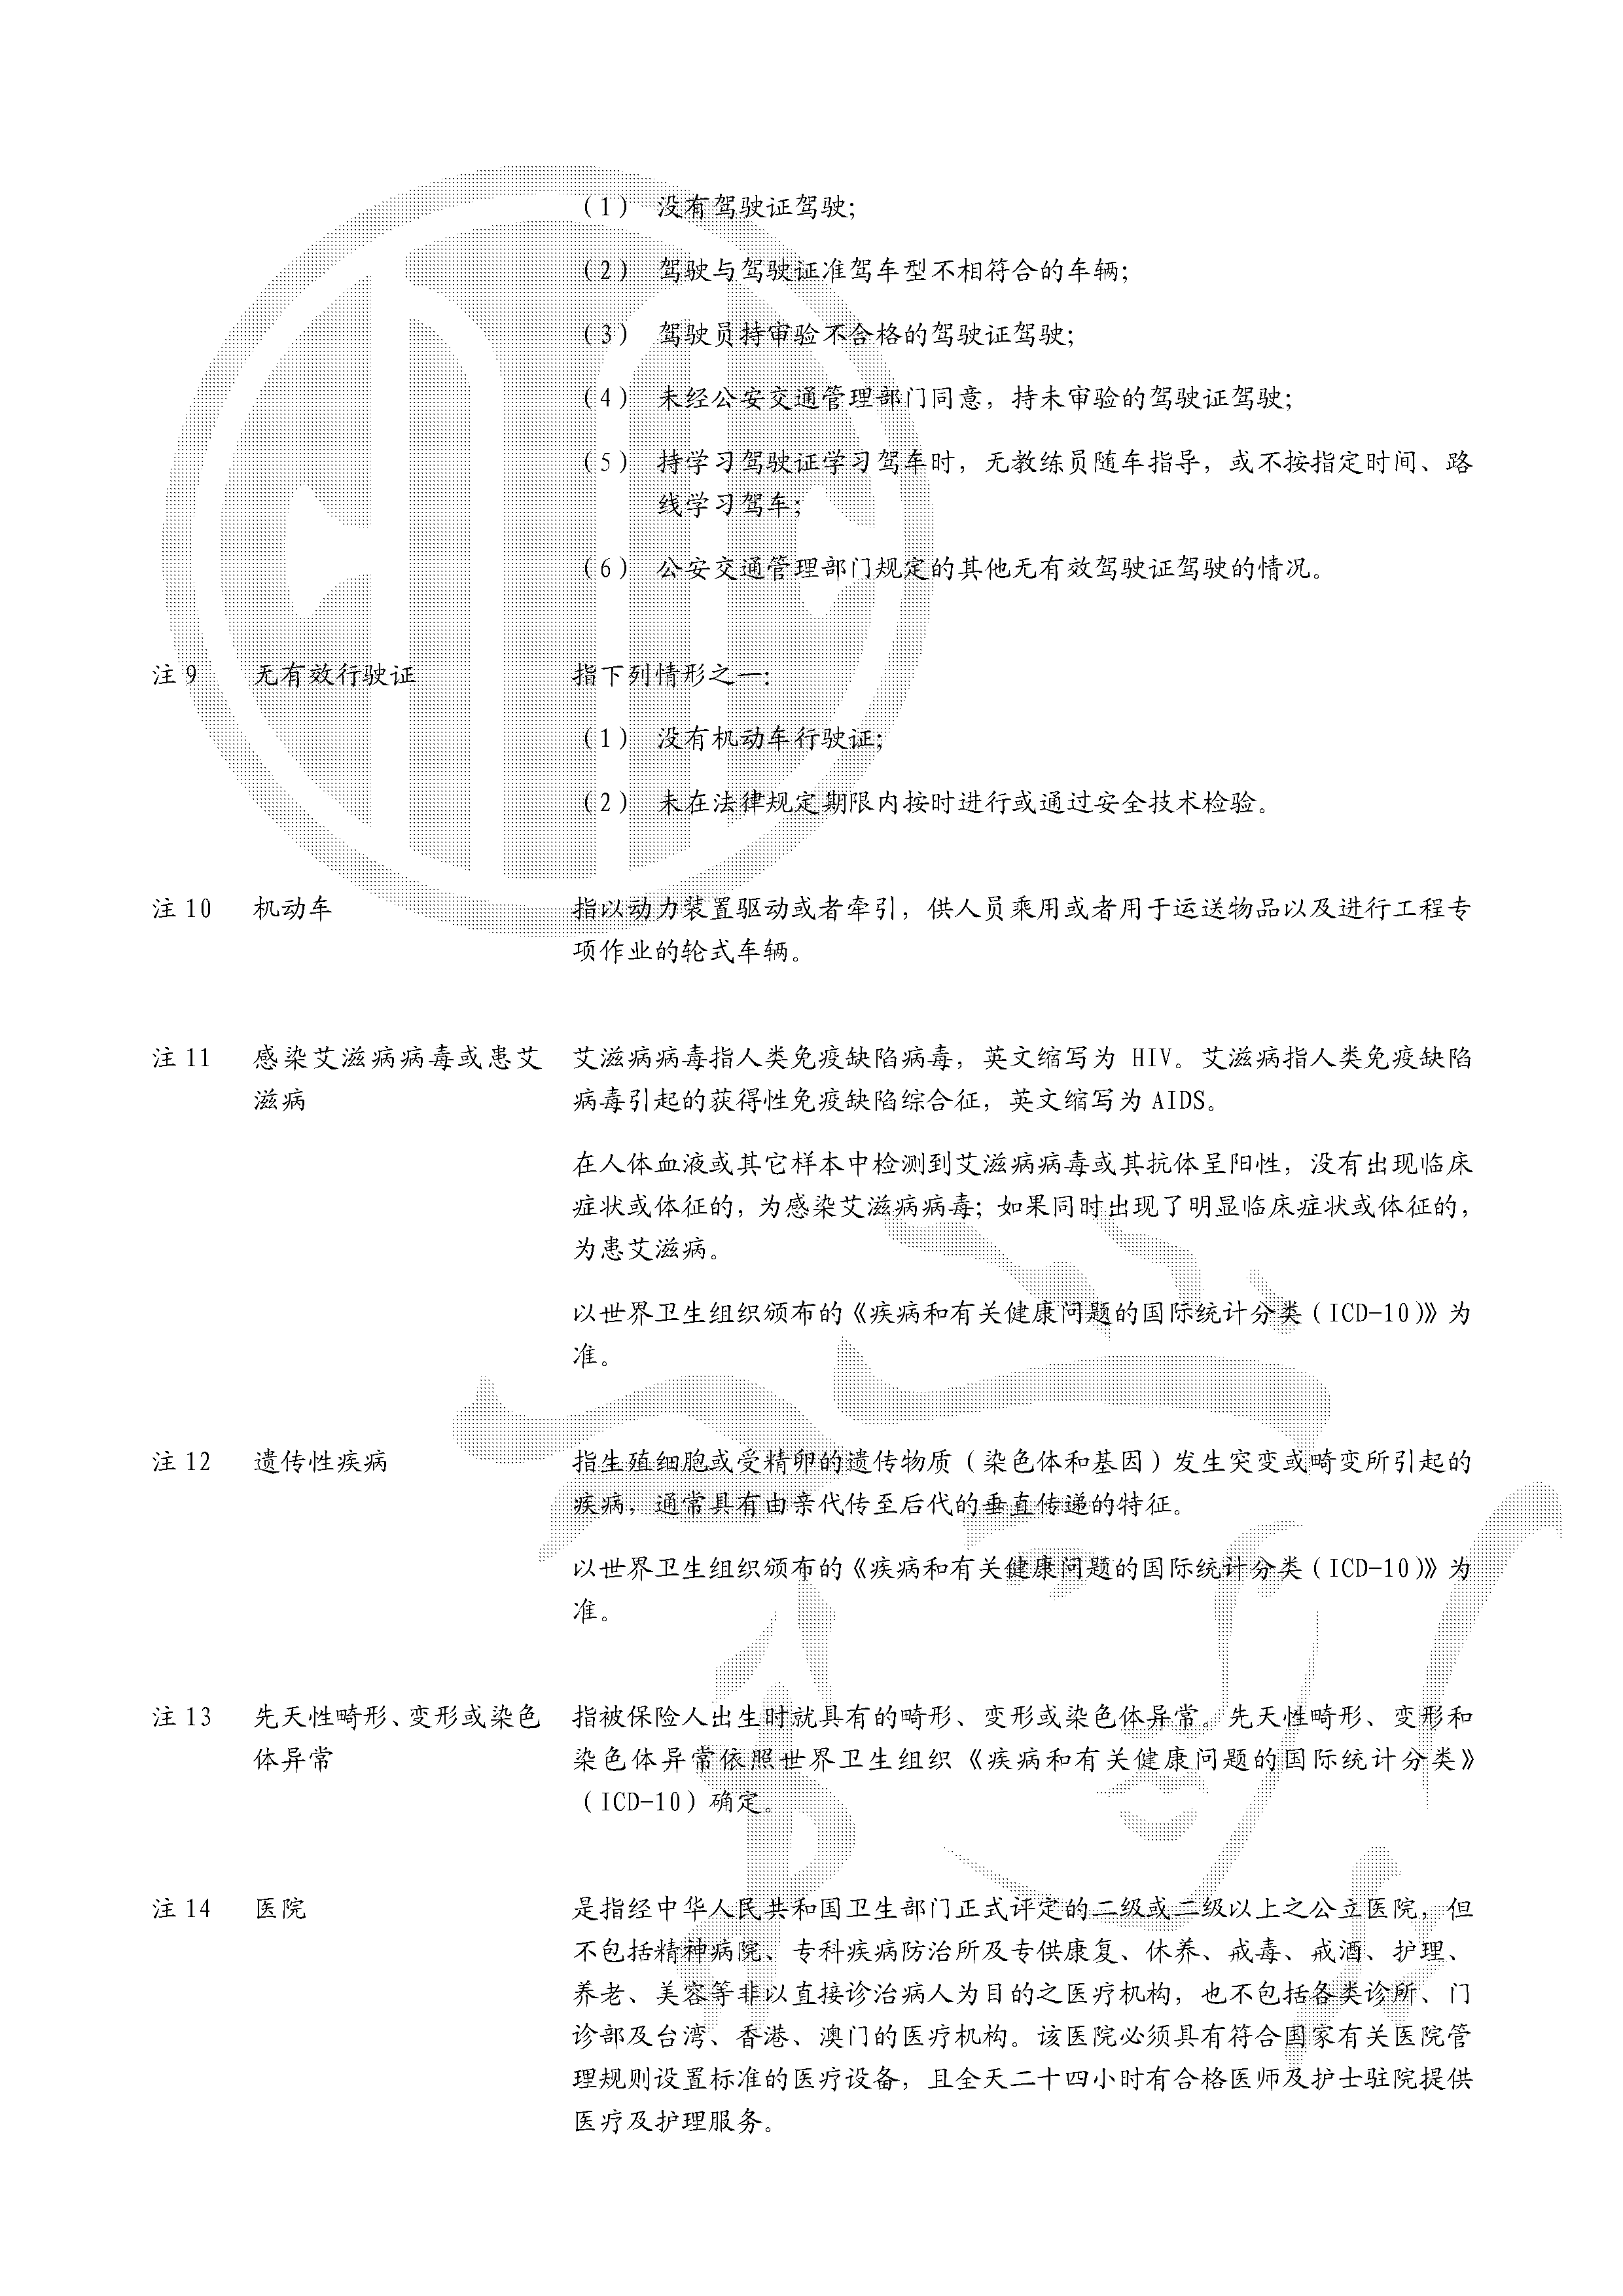 （1） 没有驾驶证驾驶；
（2） 驾驶与驾驶证准驾车型不相符合的车辆；
（3） 驾驶员持审验不合格的驾驶证驾驶；
（4） 未经公安交通管理部门同意，持未审验的驾驶证驾驶；
（5） 持学习驾驶证学习驾车时，无教练员随车指导，或不按指定时间、路
线学习驾车；
（6） 公安交通管理部门规定的其他无有效驾驶证驾驶的情况。
注 9 无有效行驶证 指下列情形之一：
（1） 没有机动车行驶证；
（2） 未在法律规定期限内按时进行或通过安全技术检验。
注 10 机动车 指以动力装置驱动或者牵引，供人员乘用或者用于运送物品以及进行工程专
项作业的轮式车辆。
注 11 感染艾滋病病毒或患艾 艾滋病病毒指人类免疫缺陷病毒，英文缩写为 HIV。艾滋病指人类免疫缺陷
滋病 病毒引起的获得性免疫缺陷综合征，英文缩写为 AIDS。
在人体血液或其它样本中检测到艾滋病病毒或其抗体呈阳性，没有出现临床
症状或体征的，为感染艾滋病病毒；如果同时出现了明显临床症状或体征的，
为患艾滋病。
以世界卫生组织颁布的《疾病和有关健康问题的国际统计分类（ICD-10）》为
准。
注 12 遗传性疾病 指生殖细胞或受精卵的遗传物质（染色体和基因）发生突变或畸变所引起的
疾病，通常具有由亲代传至后代的垂直传递的特征。
以世界卫生组织颁布的《疾病和有关健康问题的国际统计分类（ICD-10）》为
准。
注 13 先天性畸形、变形或染色 指被保险人出生时就具有的畸形、变形或染色体异常。先天性畸形、变形和
体异常 染色体异常依照世界卫生组织《疾病和有关健康问题的国际统计分类》
（ICD-10）确定。
注 14 医院 是指经中华人民共和国卫生部门正式评定的二级或二级以上之公立医院，但
不包括精神病院、专科疾病防治所及专供康复、休养、戒毒、戒酒、护理、
养老、美容等非以直接诊治病人为目的之医疗机构，也不包括各类诊所、门
诊部及台湾、香港、澳门的医疗机构。该医院必须具有符合国家有关医院管
理规则设置标准的医疗设备，且全天二十四小时有合格医师及护士驻院提供
医疗及护理服务。